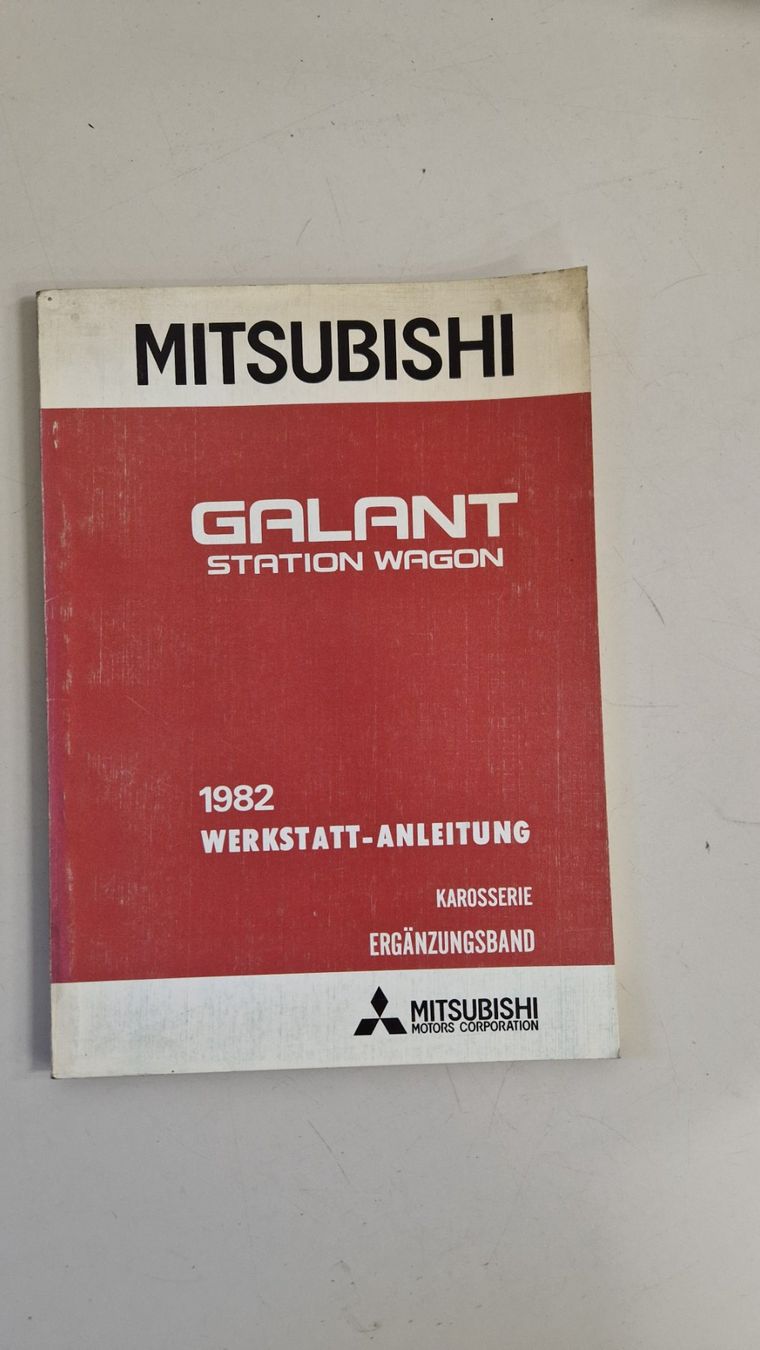 MITSUBISHI
GALANT
STATION WAGON
1982
WERKSTATT-ANLEITUNG
KAROSSERIE
ERGÄNZUNGSBAND
MITSUBISHI
MOTORS CORPORATION